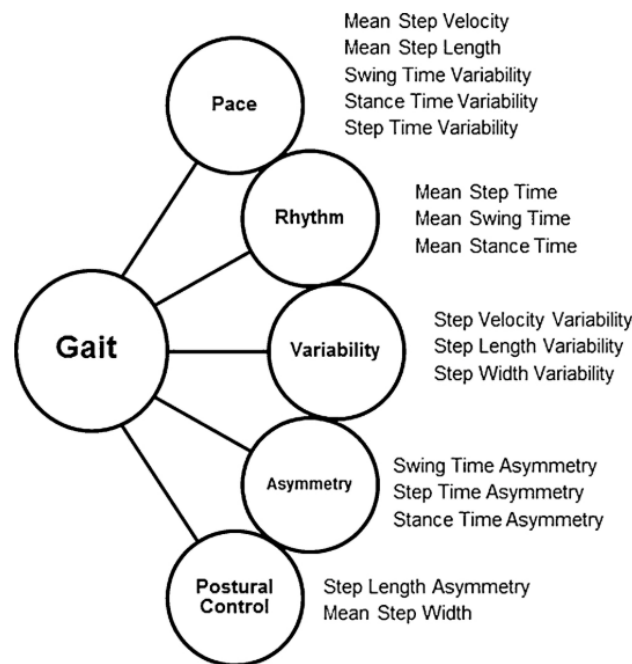 Mean Step Velocity
Mean Step Length
Swing Time Variability
Stance Time Variability
Step Time Variability
Pace
Rhythm
Mean Step Time
Mean Swing Time
Mean Stance Time
Gait
Variability
Step Velocity Variability
Step Length Variability
Step Width Variability
Asymmetry
Swing Time Asymmetry
Step Time Asymmetry
Stance Time Asymmetry
Postural
Control
Step Length Asymmetry
Mean Step Width